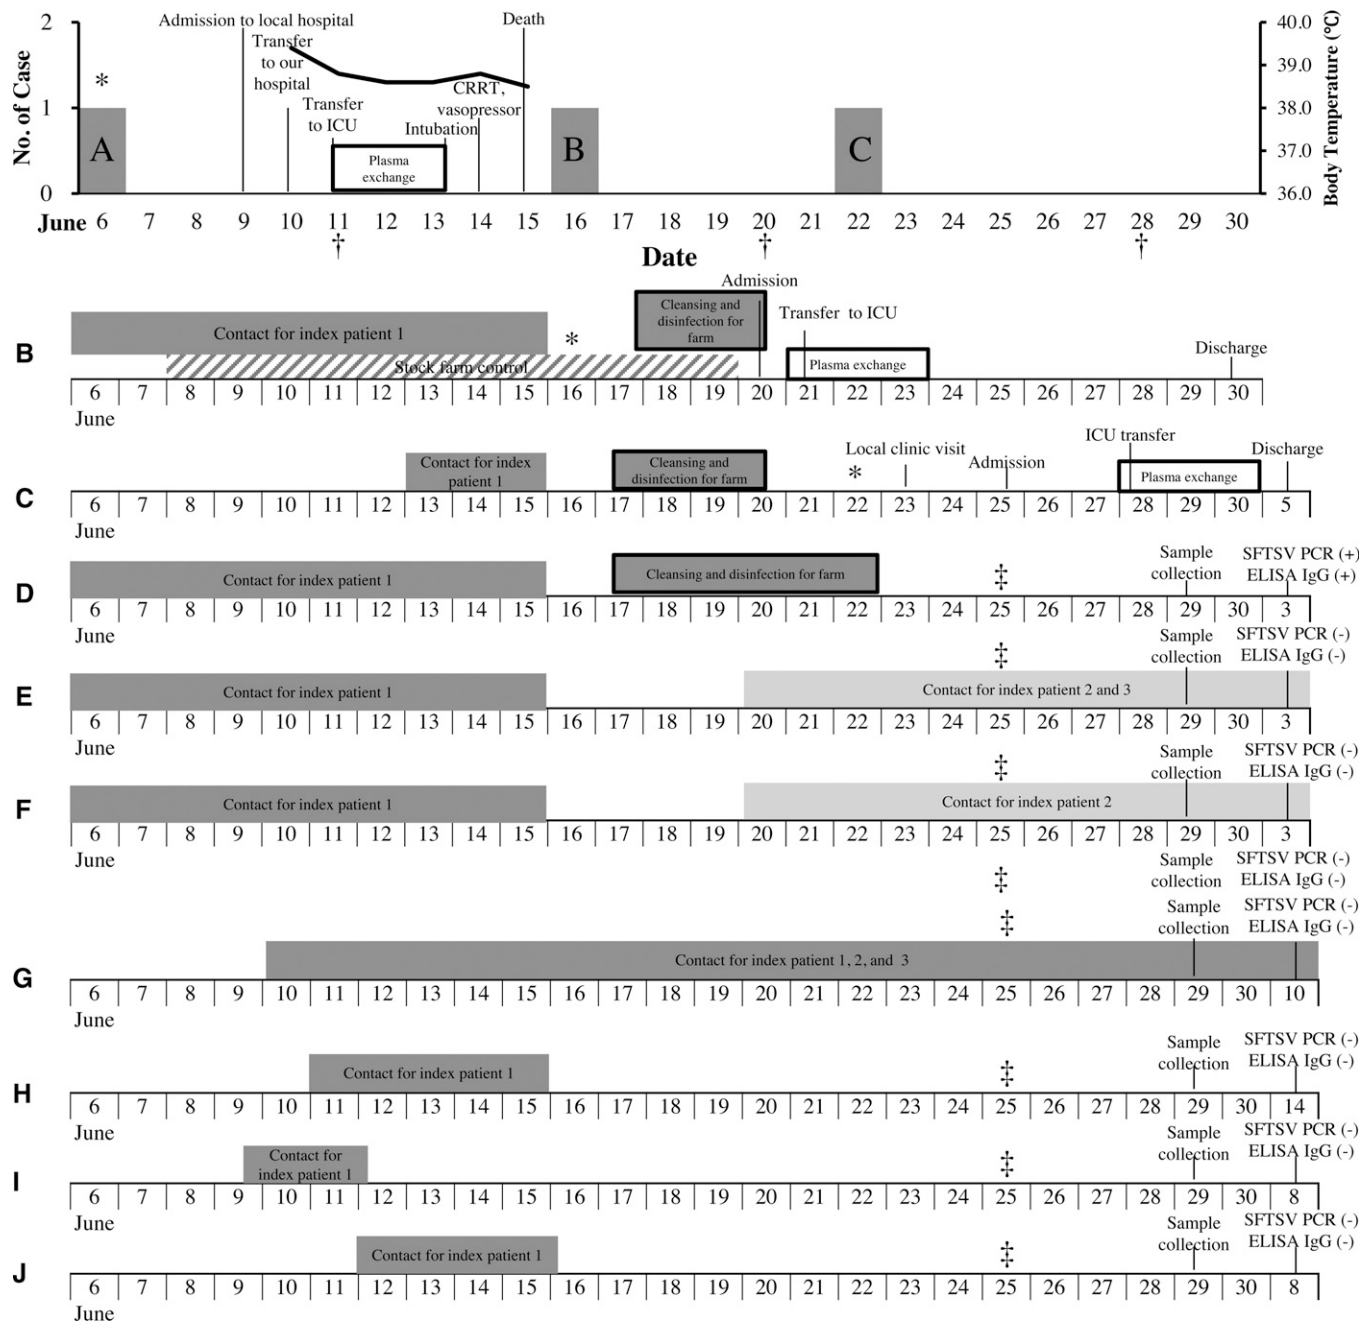 2
1
0
No. of Case
Admission to local hospital
Transfer
to our
hospital
Transfer
to ICU
Plasma
exchange
Intubation
CRRT,
vasopressor
Death
*
A
B
C
40.0
39.0
38.0
37.0
36.0
Body Temperature (℃)
June 6 7 8 9 10 11 12 13 14 15 16 17 18 19 20 21 22 23 24 25 26 27 28 29 30
† † †
Date
B
Contact for index patient 1
Stock farm control
*
Cleansing and
disinfection for
farm
Admission
Transfer to ICU
Plasma exchange
Discharge
6 7 8 9 10 11 12 13 14 15 16 17 18 19 20 21 22 23 24 25 26 27 28 29 30
June
C
Contact for index
patient 1
Cleansing and
disinfection for farm
*
Local clinic visit
Admission
ICU transfer
Plasma exchange
Discharge
6 7 8 9 10 11 12 13 14 15 16 17 18 19 20 21 22 23 24 25 26 27 28 29 30 5
June
D
Contact for index patient 1
Cleansing and disinfection for farm
‡
Sample
collection
SFTSV PCR (+)
ELISA IgG (+)
6 7 8 9 10 11 12 13 14 15 16 17 18 19 20 21 22 23 24 25 26 27 28 29 30 3
June
E
Contact for index patient 1
‡
Sample
collection
SFTSV PCR (-)
ELISA IgG (-)
Contact for index patient 2 and 3
6 7 8 9 10 11 12 13 14 15 16 17 18 19 20 21 22 23 24 25 26 27 28 29 30 3
June
F
Contact for index patient 1
‡
Sample
collection
SFTSV PCR (-)
ELISA IgG (-)
Contact for index patient 2
6 7 8 9 10 11 12 13 14 15 16 17 18 19 20 21 22 23 24 25 26 27 28 29 30 3
June
‡
Sample
collection
SFTSV PCR (-)
ELISA IgG (-)
G
‡
Sample
collection
SFTSV PCR (-)
ELISA IgG (-)
Contact for index patient 1, 2, and 3
6 7 8 9 10 11 12 13 14 15 16 17 18 19 20 21 22 23 24 25 26 27 28 29 30 10
June
H
Contact for index patient 1
‡
Sample
collection
SFTSV PCR (-)
ELISA IgG (-)
6 7 8 9 10 11 12 13 14 15 16 17 18 19 20 21 22 23 24 25 26 27 28 29 30 14
June
I
Contact for
index patient 1
‡
Sample
collection
SFTSV PCR (-)
ELISA IgG (-)
6 7 8 9 10 11 12 13 14 15 16 17 18 19 20 21 22 23 24 25 26 27 28 29 30 8
June
J
Contact for index patient 1
‡
Sample
collection
SFTSV PCR (-)
ELISA IgG (-)
6 7 8 9 10 11 12 13 14 15 16 17 18 19 20 21 22 23 24 25 26 27 28 29 30 8
June